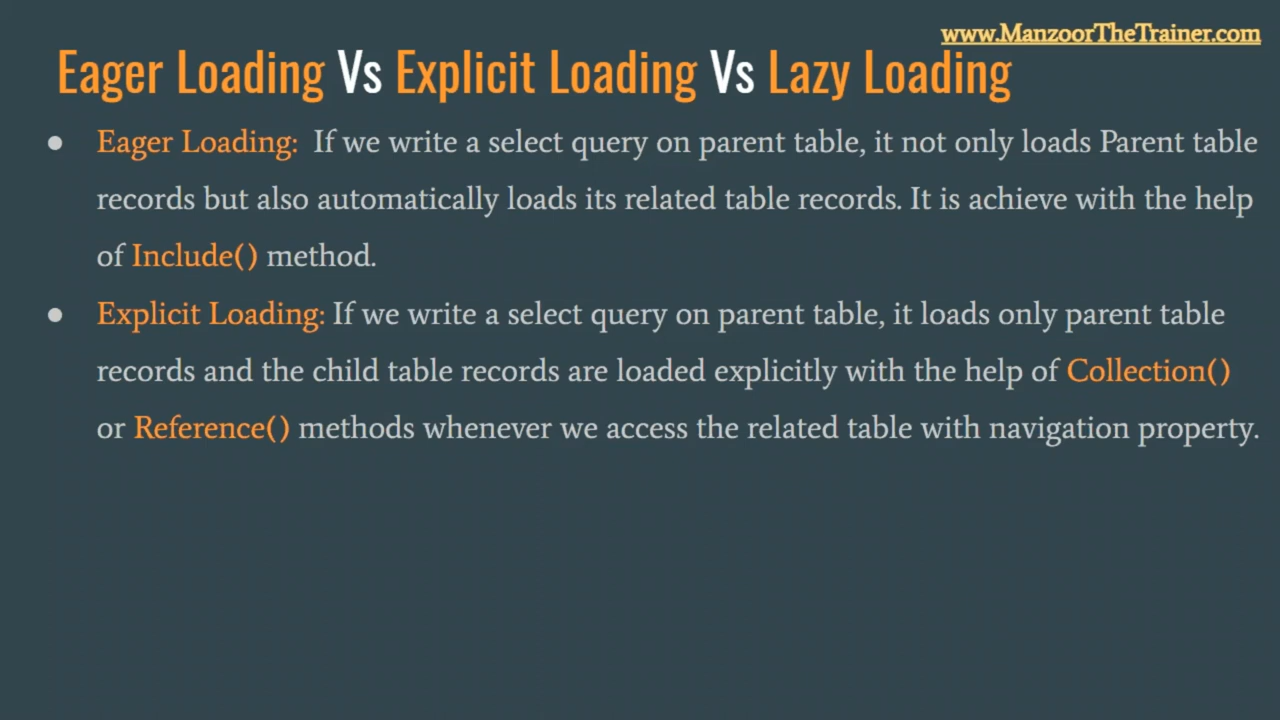 www.ManzoorTheTrainer.com
Eager Loading Vs Explicit Loading Vs Lazy Loading
● Eager Loading: If we write a select query on parent table, it not only loads Parent table
records but also automatically loads its related table records. It is achieve with the help
of Include() method.
● Explicit Loading: If we write a select query on parent table, it loads only parent table
records and the child table records are loaded explicitly with the help of Collection()
or Reference() methods whenever we access the related table with navigation property.